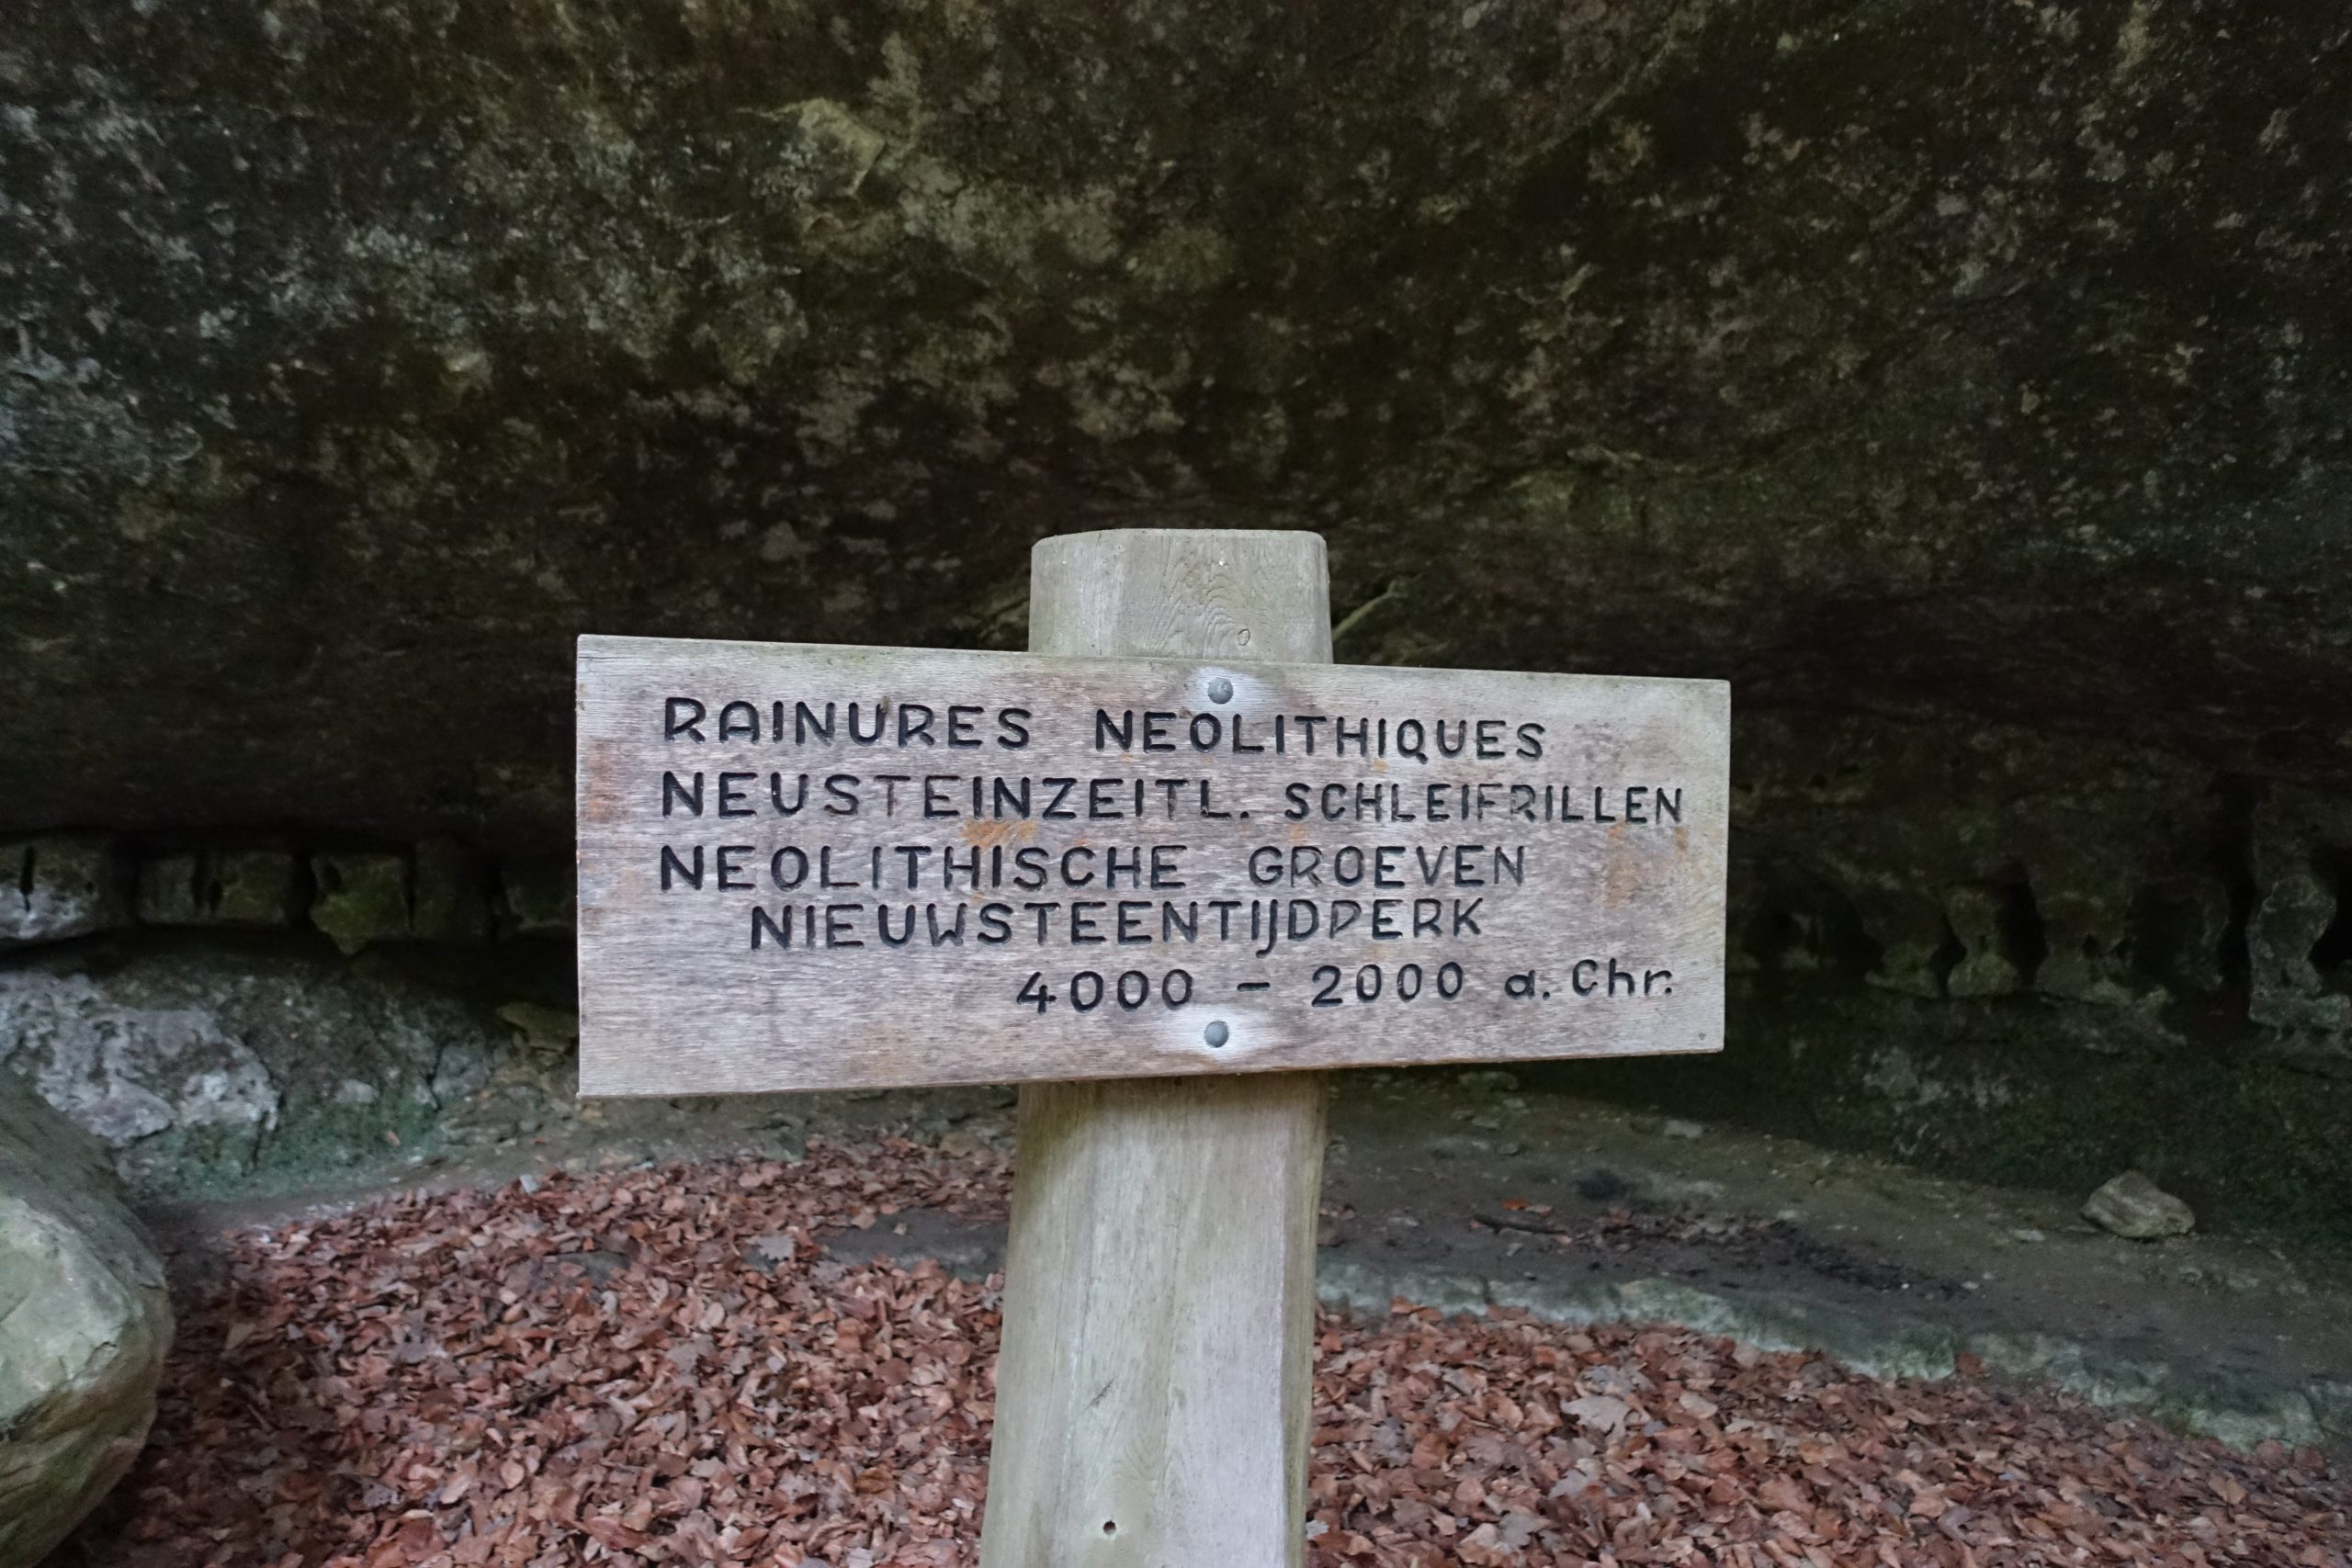 RAINURES NEOLITHIQUES
NEUSTEINZEITL. SCHLEIFRILLEN
NEOLITHISCHE GROEVEN
NIEUWSTEENTIJDPERK
4000 - 2000 a. Chr.